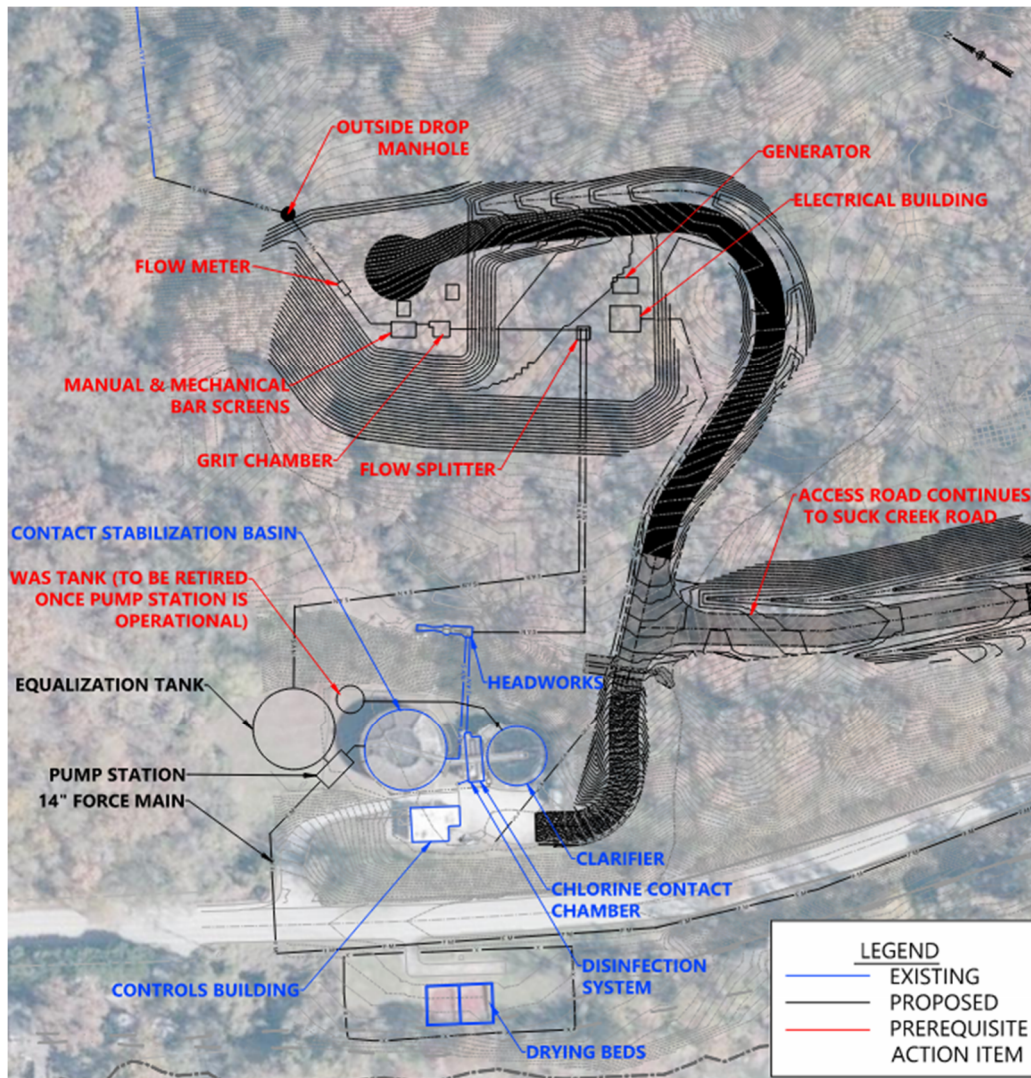 N
OUTSIDE DROP
MANHOLE
GENERATOR
ELECTRICAL BUILDING
FLOW METER
MANUAL & MECHANICAL
BAR SCREENS
GRIT CHAMBER
FLOW SPLITTER
ACCESS ROAD CONTINUES
TO SUCK CREEK ROAD
CONTACT STABILIZATION BASIN
WAS TANK (TO BE RETIRED
ONCE PUMP STATION IS
OPERATIONAL)
HEADWORKS
EQUALIZATION TANK
PUMP STATION
14" FORCE MAIN
CLARIFIER
CHLORINE CONTACT
CHAMBER
DISINFECTION
SYSTEM
CONTROLS BUILDING
DRYING BEDS
LEGEND
EXISTING
PROPOSED
PREREQUISITE
ACTION ITEM